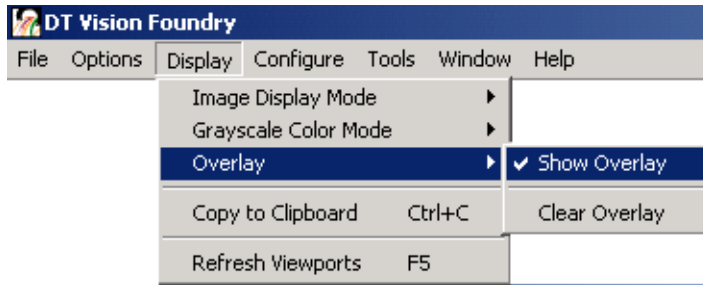 DT Vision Foundry
File Options Display Configure Tools Window Help
Image Display Mode
Grayscale Color Mode
Overlay
Show Overlay
Copy to Clipboard Ctrl+C
Clear Overlay
Refresh Viewports F5